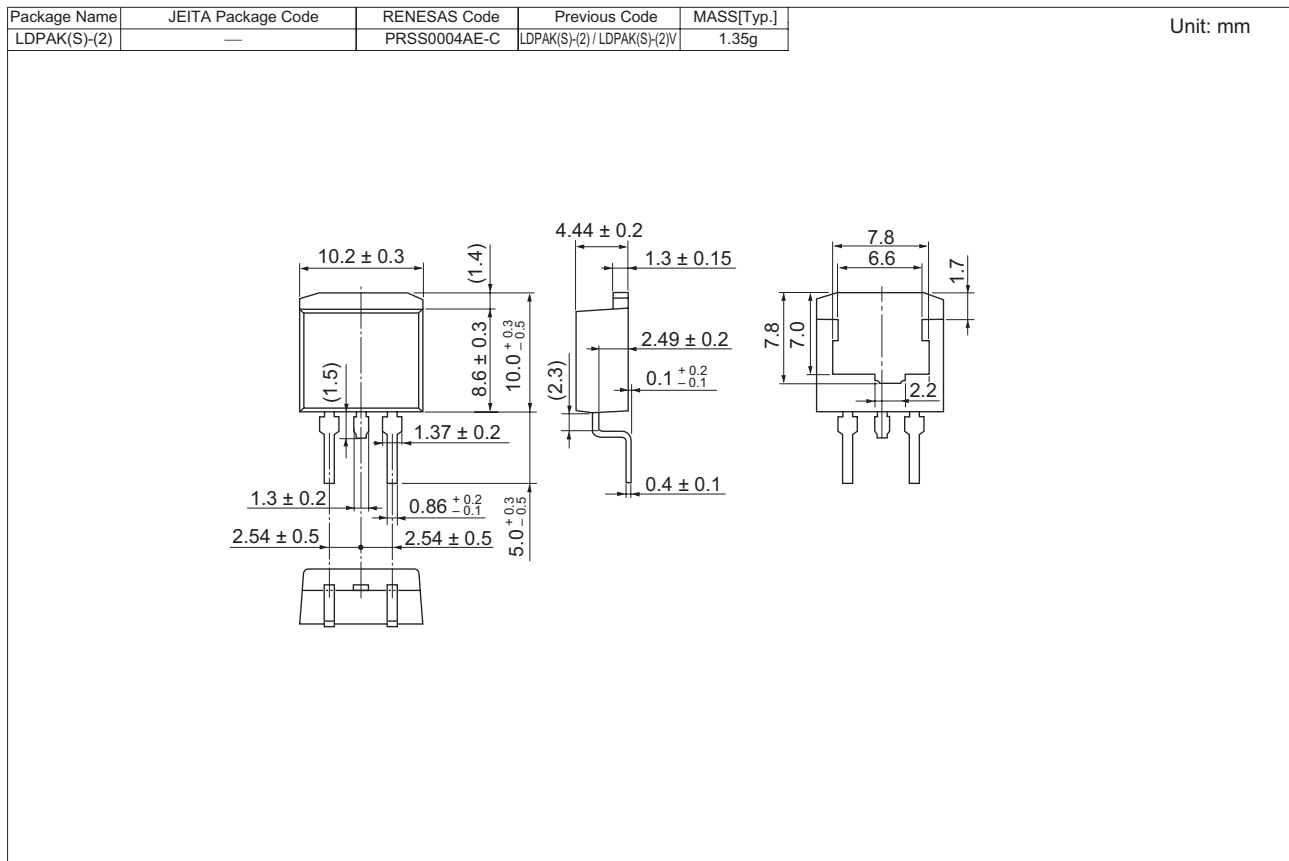 Package Name JEITA Package Code RENESAS Code Previous Code MASS[Typ.]
LDPAK(S)-(2) — PRSS0004AE-C LDPAK(S)-(2) / LDPAK(S)-(2)V 1.35g
Unit: mm
10.2 ± 0.3
(1.4)
8.6 ± 0.3
10.0 + 0.3 – 0.5
(1.5)
1.37 ± 0.2
1.3 ± 0.2
0.86 + 0.2 – 0.1
2.54 ± 0.5
2.54 ± 0.5
5.0 + 0.3 – 0.5
4.44 ± 0.2
1.3 ± 0.15
2.49 ± 0.2
(2.3)
0.1 + 0.2 – 0.1
0.4 ± 0.1
7.8
6.6
1.7
7.8
7.0
2.2